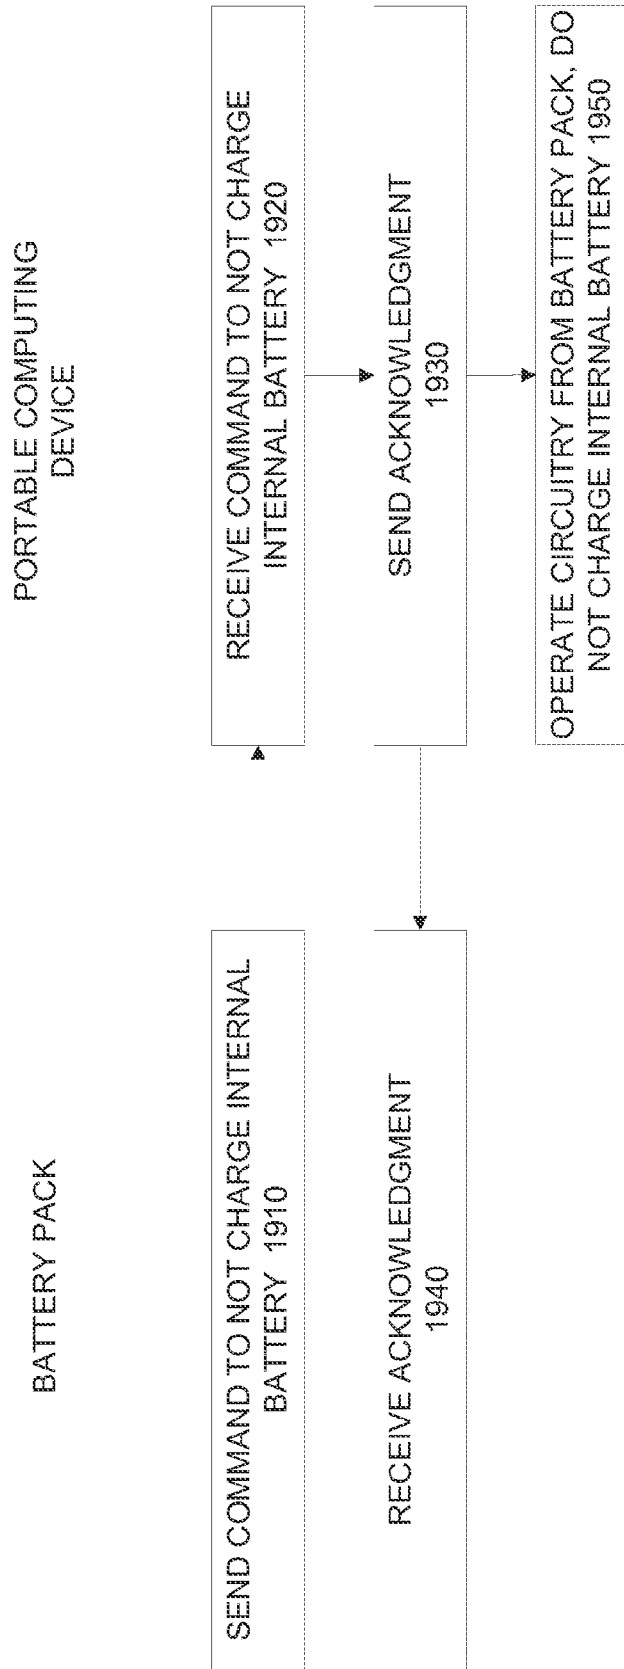 BATTERY PACK
PORTABLE COMPUTING
DEVICE
SEND COMMAND TO NOT CHARGE INTERNAL
BATTERY 1910
RECEIVE COMMAND TO NOT CHARGE
INTERNAL BATTERY 1920
RECEIVE ACKNOWLEDGMENT
1940
SEND ACKNOWLEDGMENT
1930
OPERATE CIRCUITRY FROM BATTERY PACK, DO
NOT CHARGE INTERNAL BATTERY 1950